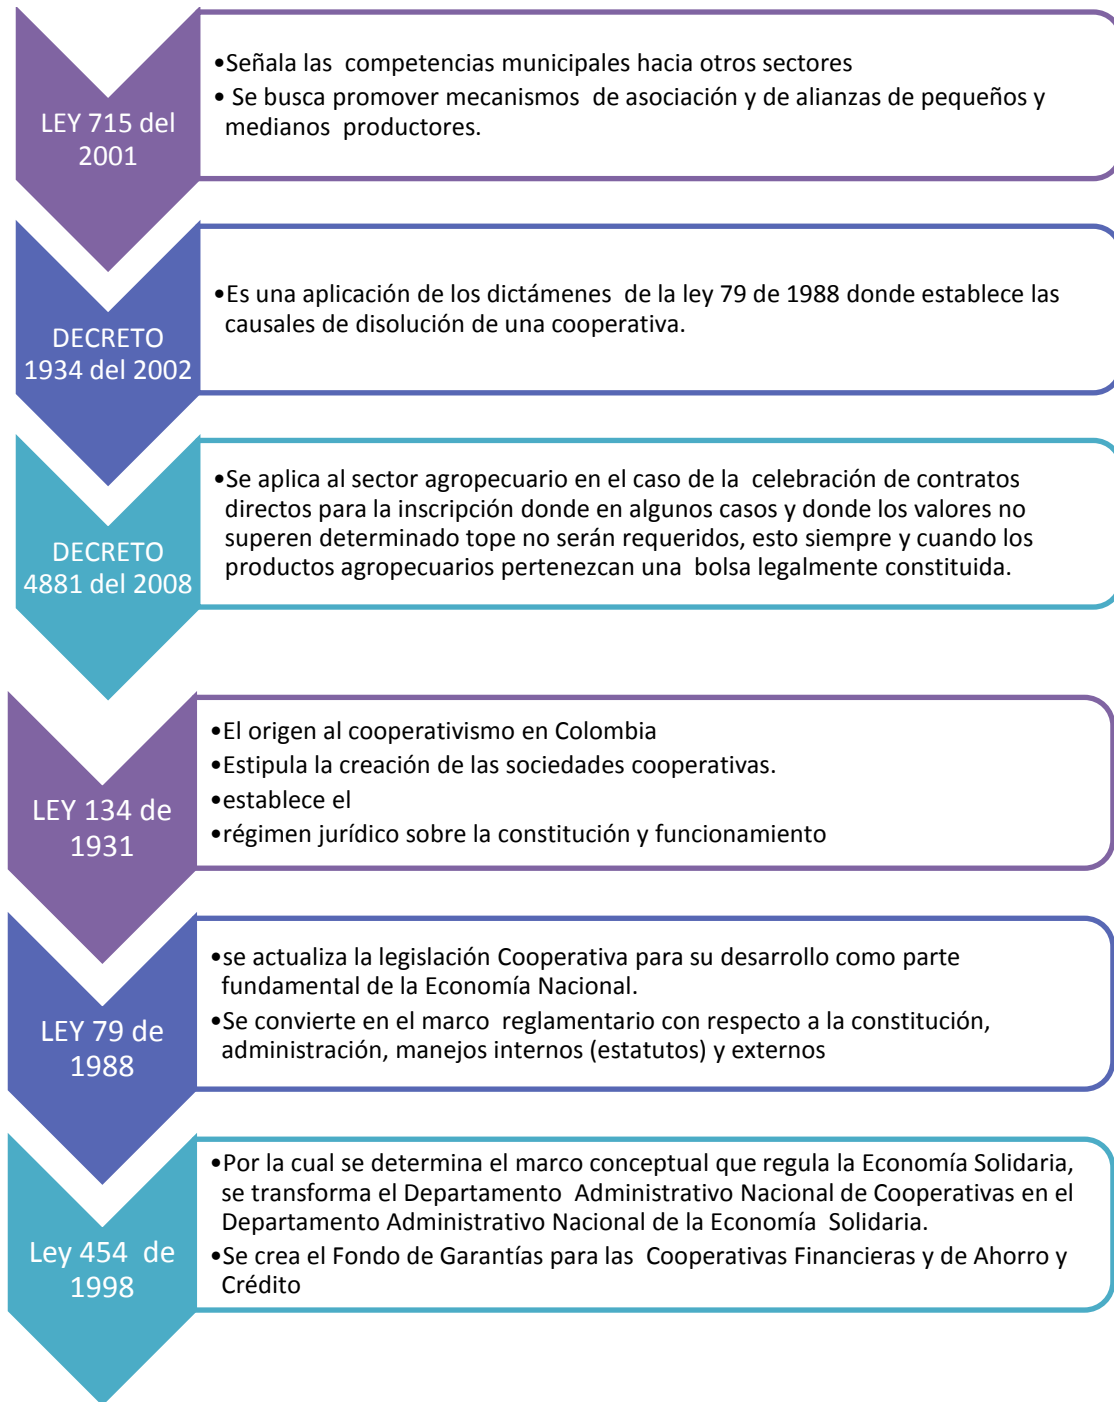 LEY 715 del
2001
•Señala las competencias municipales hacia otros sectores
• Se busca promover mecanismos de asociación y de alianzas de pequeños y
medianos productores.
DECRETO
1934 del 2002
•Es una aplicación de los dictámenes de la ley 79 de 1988 donde establece las
causales de disolución de una cooperativa.
DECRETO
4881 del 2008
•Se aplica al sector agropecuario en el caso de la celebración de contratos
directos para la inscripción donde en algunos casos y donde los valores no
superen determinado tope no serán requeridos, esto siempre y cuando los
productos agropecuarios pertenezcan una bolsa legalmente constituida.
LEY 134 de
1931
•El origen al cooperativismo en Colombia
•Estipula la creación de las sociedades cooperativas.
•establece el
•régimen jurídico sobre la constitución y funcionamiento
LEY 79 de
1988
•se actualiza la legislación Cooperativa para su desarrollo como parte
fundamental de la Economía Nacional.
•Se convierte en el marco reglamentario con respecto a la constitución,
administración, manejos internos (estatutos) y externos
Ley 454 de
1998
•Por la cual se determina el marco conceptual que regula la Economía Solidaria,
se transforma el Departamento Administrativo Nacional de Cooperativas en el
Departamento Administrativo Nacional de la Economía Solidaria.
•Se crea el Fondo de Garantías para las Cooperativas Financieras y de Ahorro y
Crédito